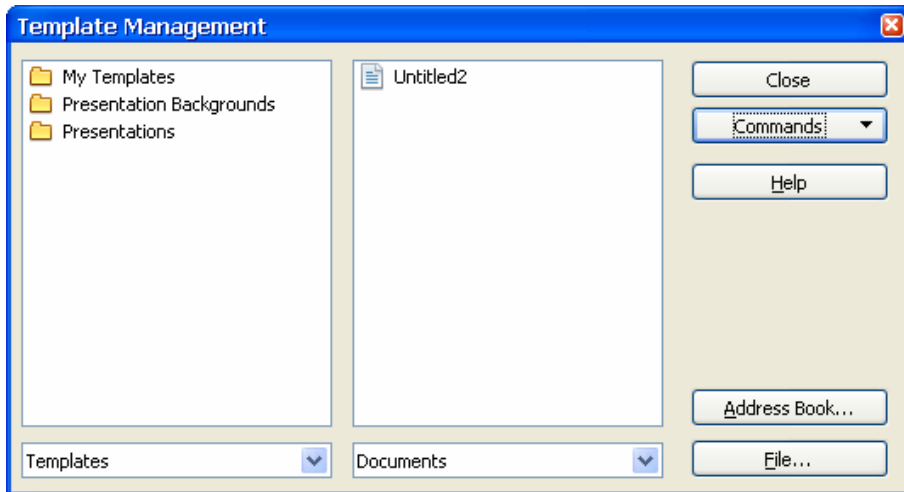 Template Management
My Templates
Presentation Backgrounds
Presentations
Untitled2
Close
Commands
Help
Address Book...
File...
Templates
Documents